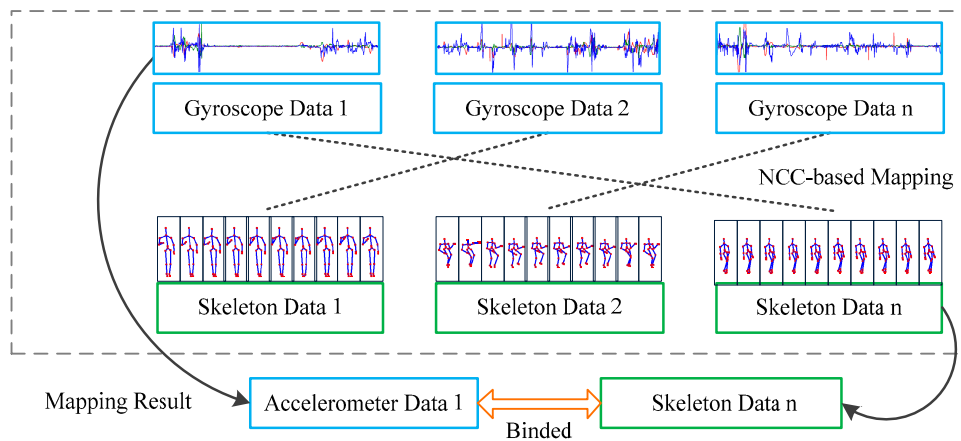 Gyroscope Data 1
Gyroscope Data 2
Gyroscope Data n
NCC-based Mapping
Skeleton Data 1
Skeleton Data 2
Skeleton Data n
Mapping Result
Accelerometer Data 1
Skeleton Data n
Binded